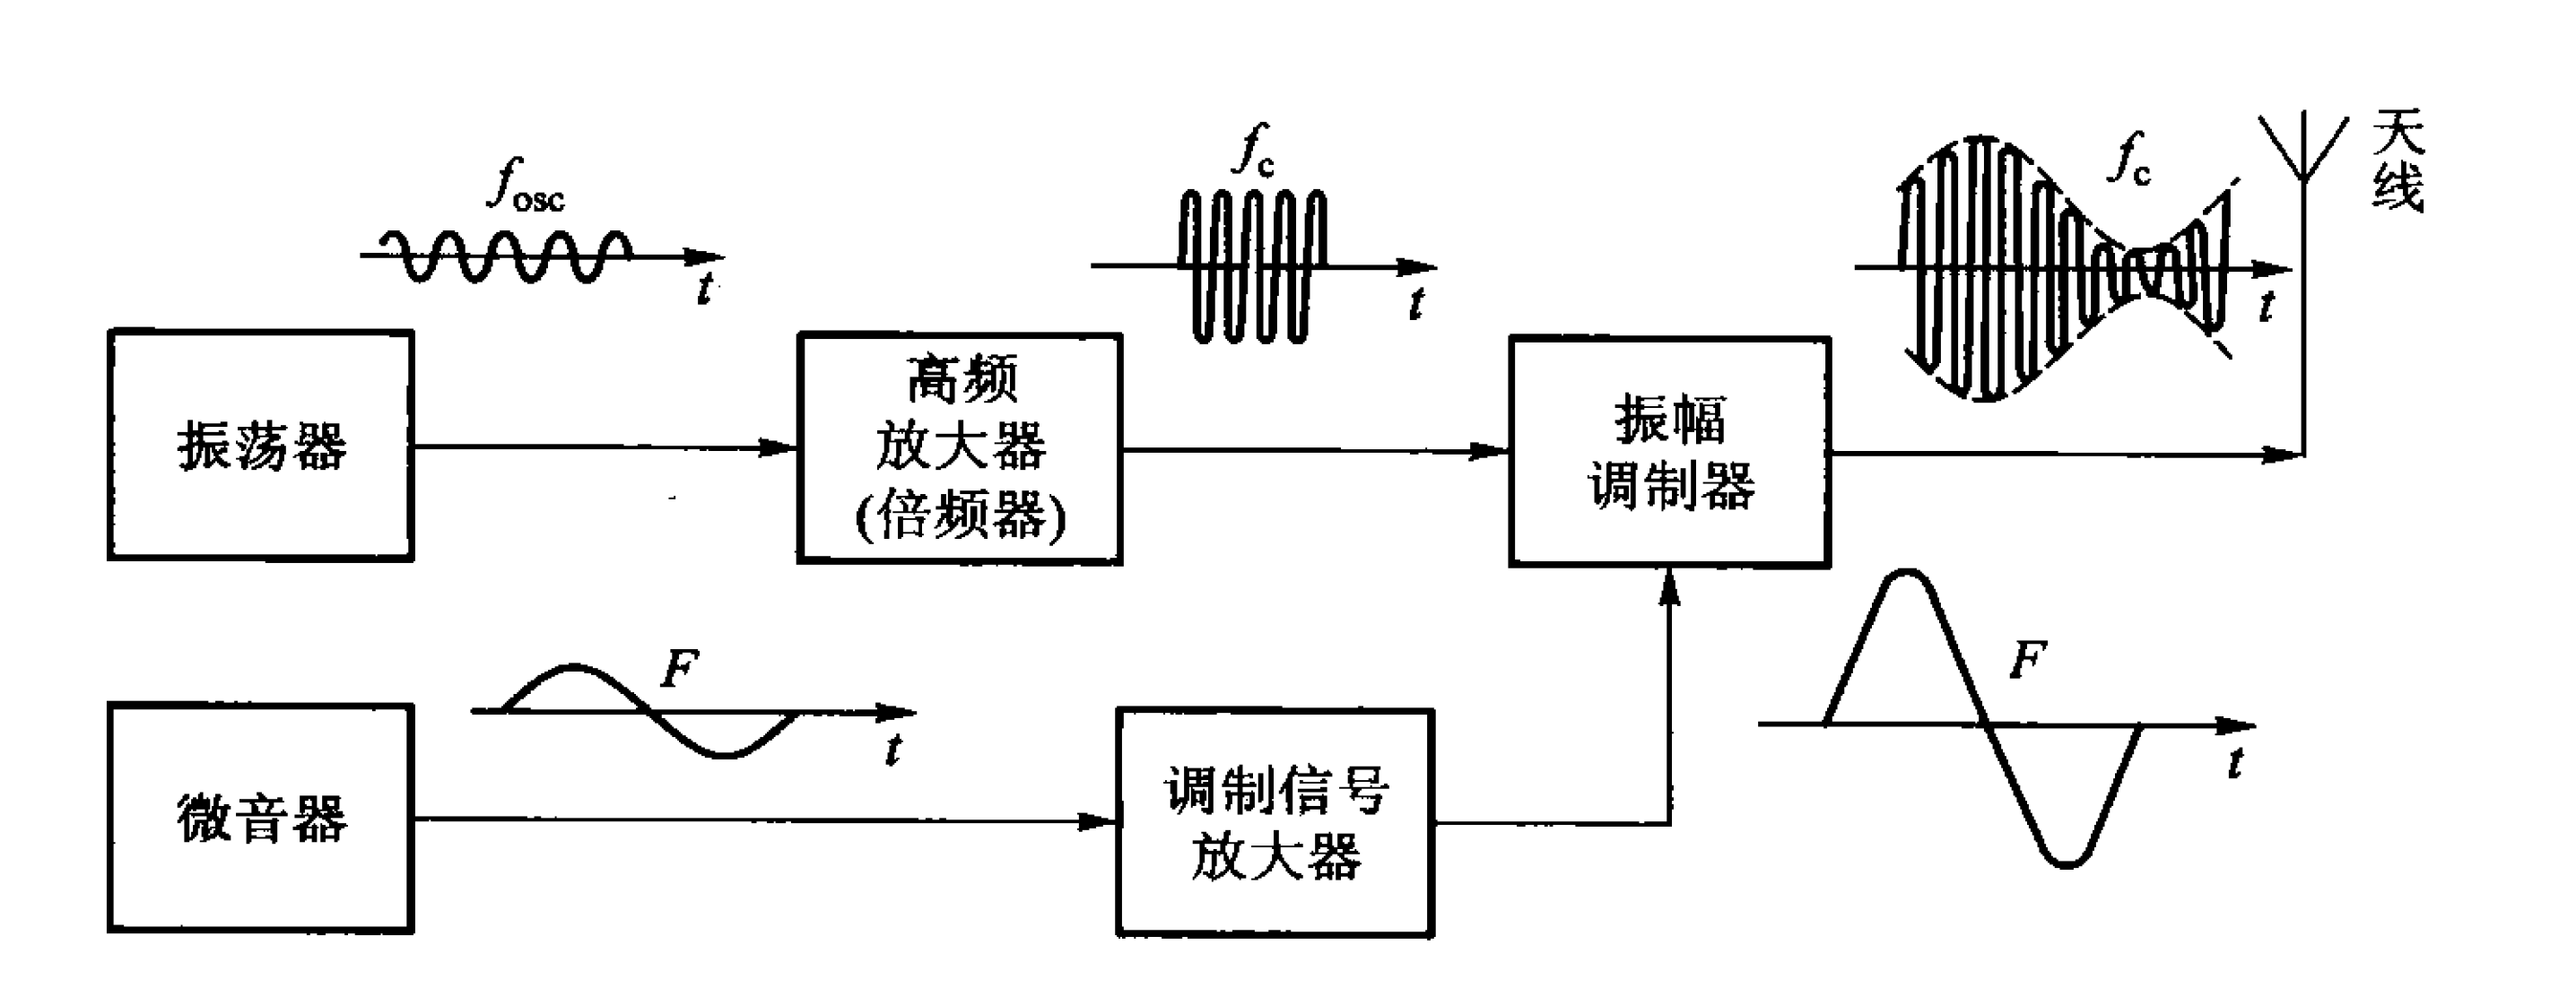 f_osc
t
f_c
t
f_c
t
天
线
振荡器
高频
放大器
(倍频器)
振幅
调制器
F
t
F
t
微音器
调制信号
放大器